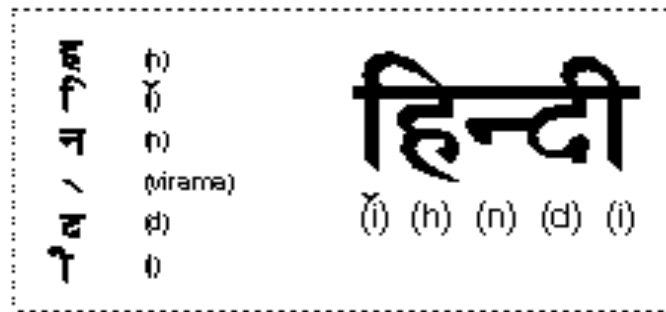 ह (h)
ि (ĭ)
न (n)
् (virama)
द (d)
ी (i)
हिन्दी
(ĭ) (h) (n) (d) (i)